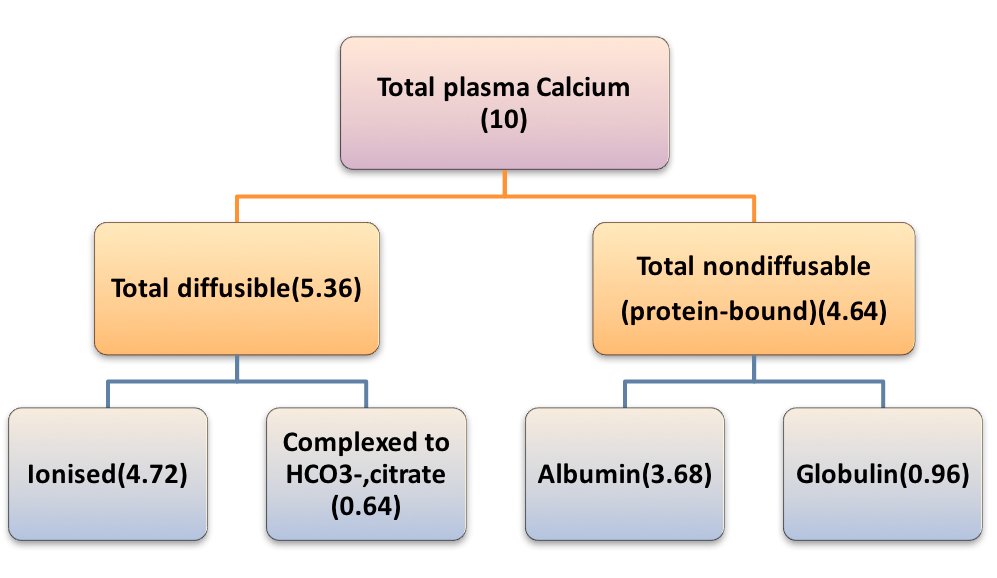 Total plasma Calcium
(10)
Total diffusible(5.36)
Total nondiffusable
(protein-bound)(4.64)
Ionised(4.72)
Complexed to
HCO3-,citrate
(0.64)
Albumin(3.68)
Globulin(0.96)